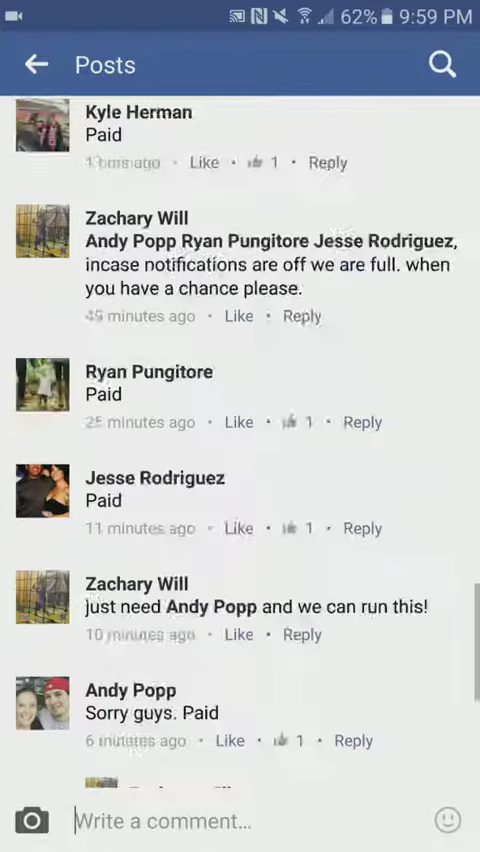 62% 9:59 PM
Posts
Kyle Herman
Paid
ago · Like · 1 · Reply
Zachary Will
Andy Popp Ryan Pungitore Jesse Rodriguez,
incase notifications are off we are full. when
you have a chance please.
minutes ago · Like · Reply
Ryan Pungitore
Paid
25 minutes ago · Like · 1 · Reply
Jesse Rodriguez
Paid
11 minutes ago · Like · 1 · Reply
Zachary Will
just need Andy Popp and we can run this!
10 minutes ago · Like · Reply
Andy Popp
Sorry guys. Paid
6 minutes ago · Like · 1 · Reply
Write a comment...